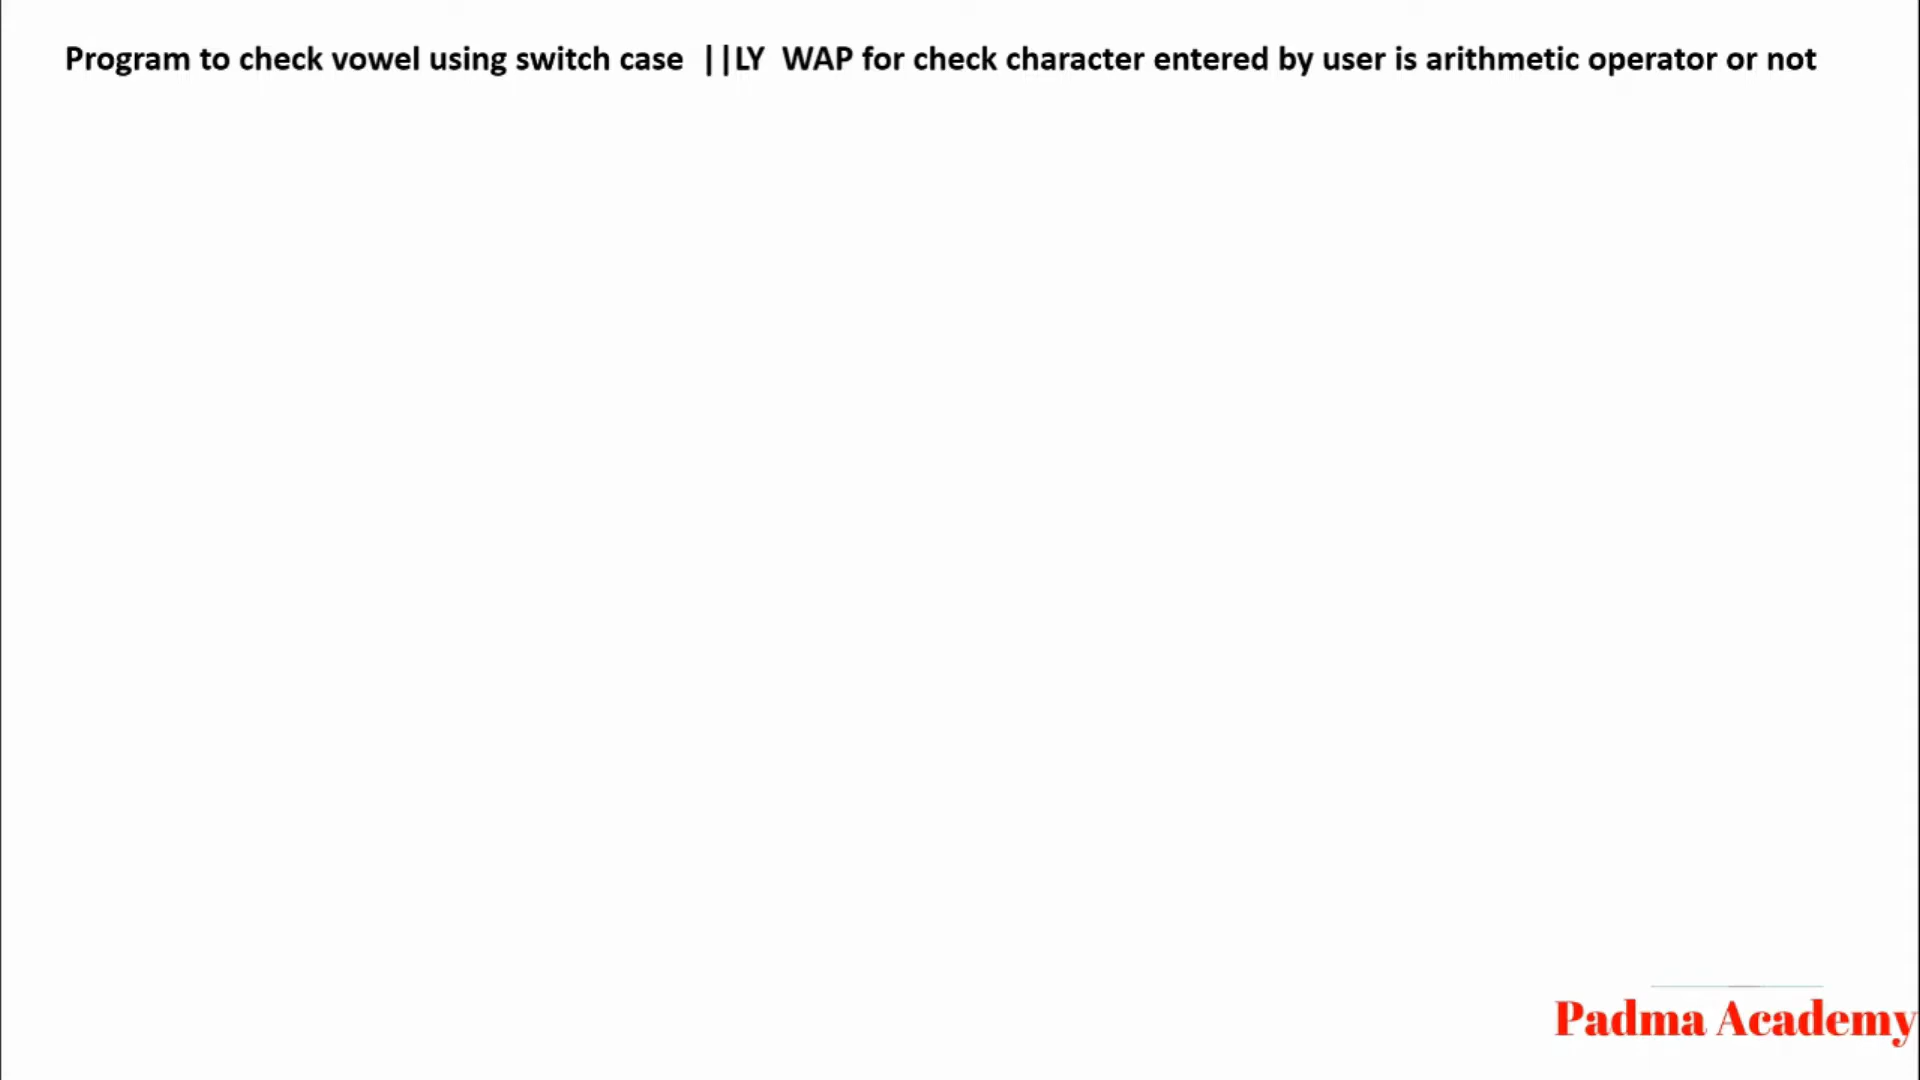 Program to check vowel using switch case ||LY WAP for check character entered by user is arithmetic operator or not
Padma Academy